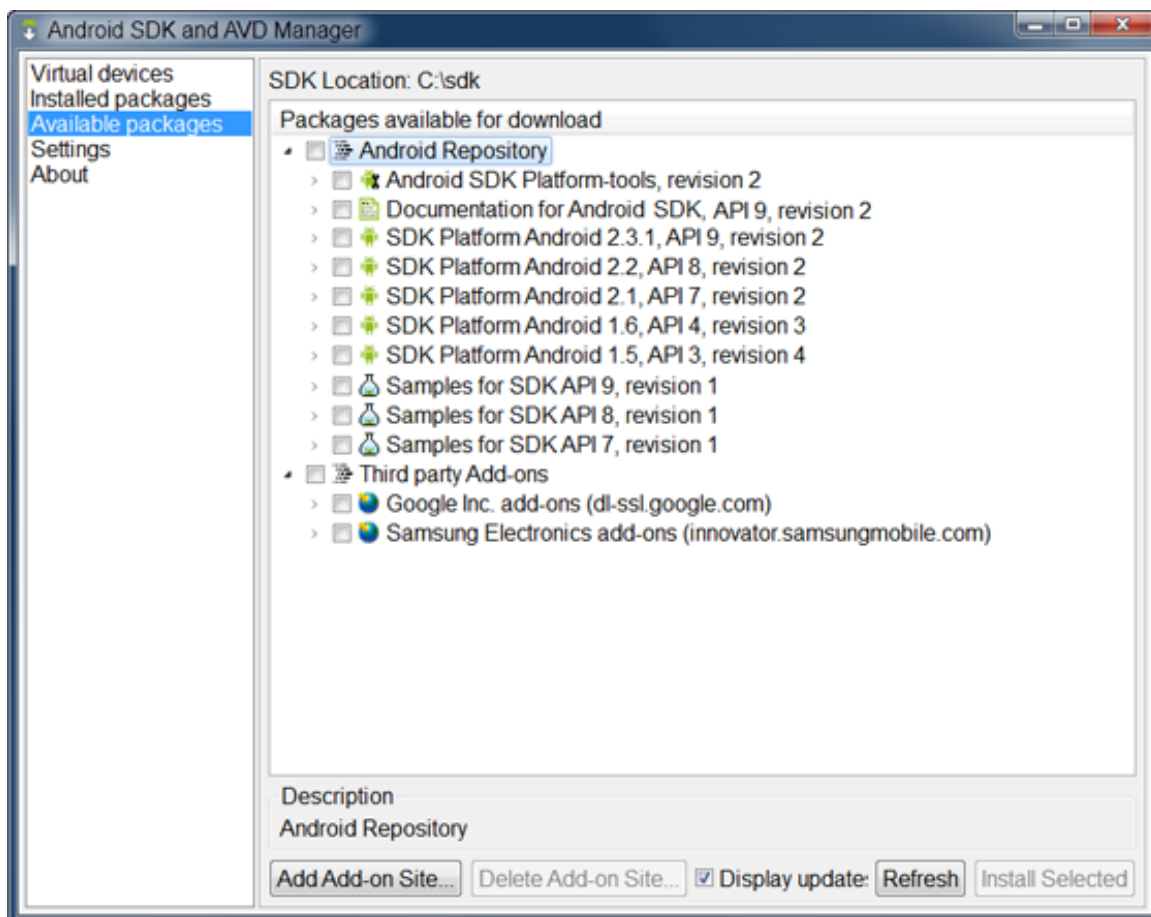 Android SDK and AVD Manager
Virtual devices
Installed packages
Available packages
Settings
About
SDK Location: C:\sdk
Packages available for download
Android Repository
Android SDK Platform-tools, revision 2
Documentation for Android SDK, API 9, revision 2
SDK Platform Android 2.3.1, API 9, revision 2
SDK Platform Android 2.2, API 8, revision 2
SDK Platform Android 2.1, API 7, revision 2
SDK Platform Android 1.6, API 4, revision 3
SDK Platform Android 1.5, API 3, revision 4
Samples for SDK API 9, revision 1
Samples for SDK API 8, revision 1
Samples for SDK API 7, revision 1
Third party Add-ons
Google Inc. add-ons (dl-ssl.google.com)
Samsung Electronics add-ons (innovator.samsungmobile.com)
Description
Android Repository
Add Add-on Site... Delete Add-on Site... Display update: Refresh Install Selected